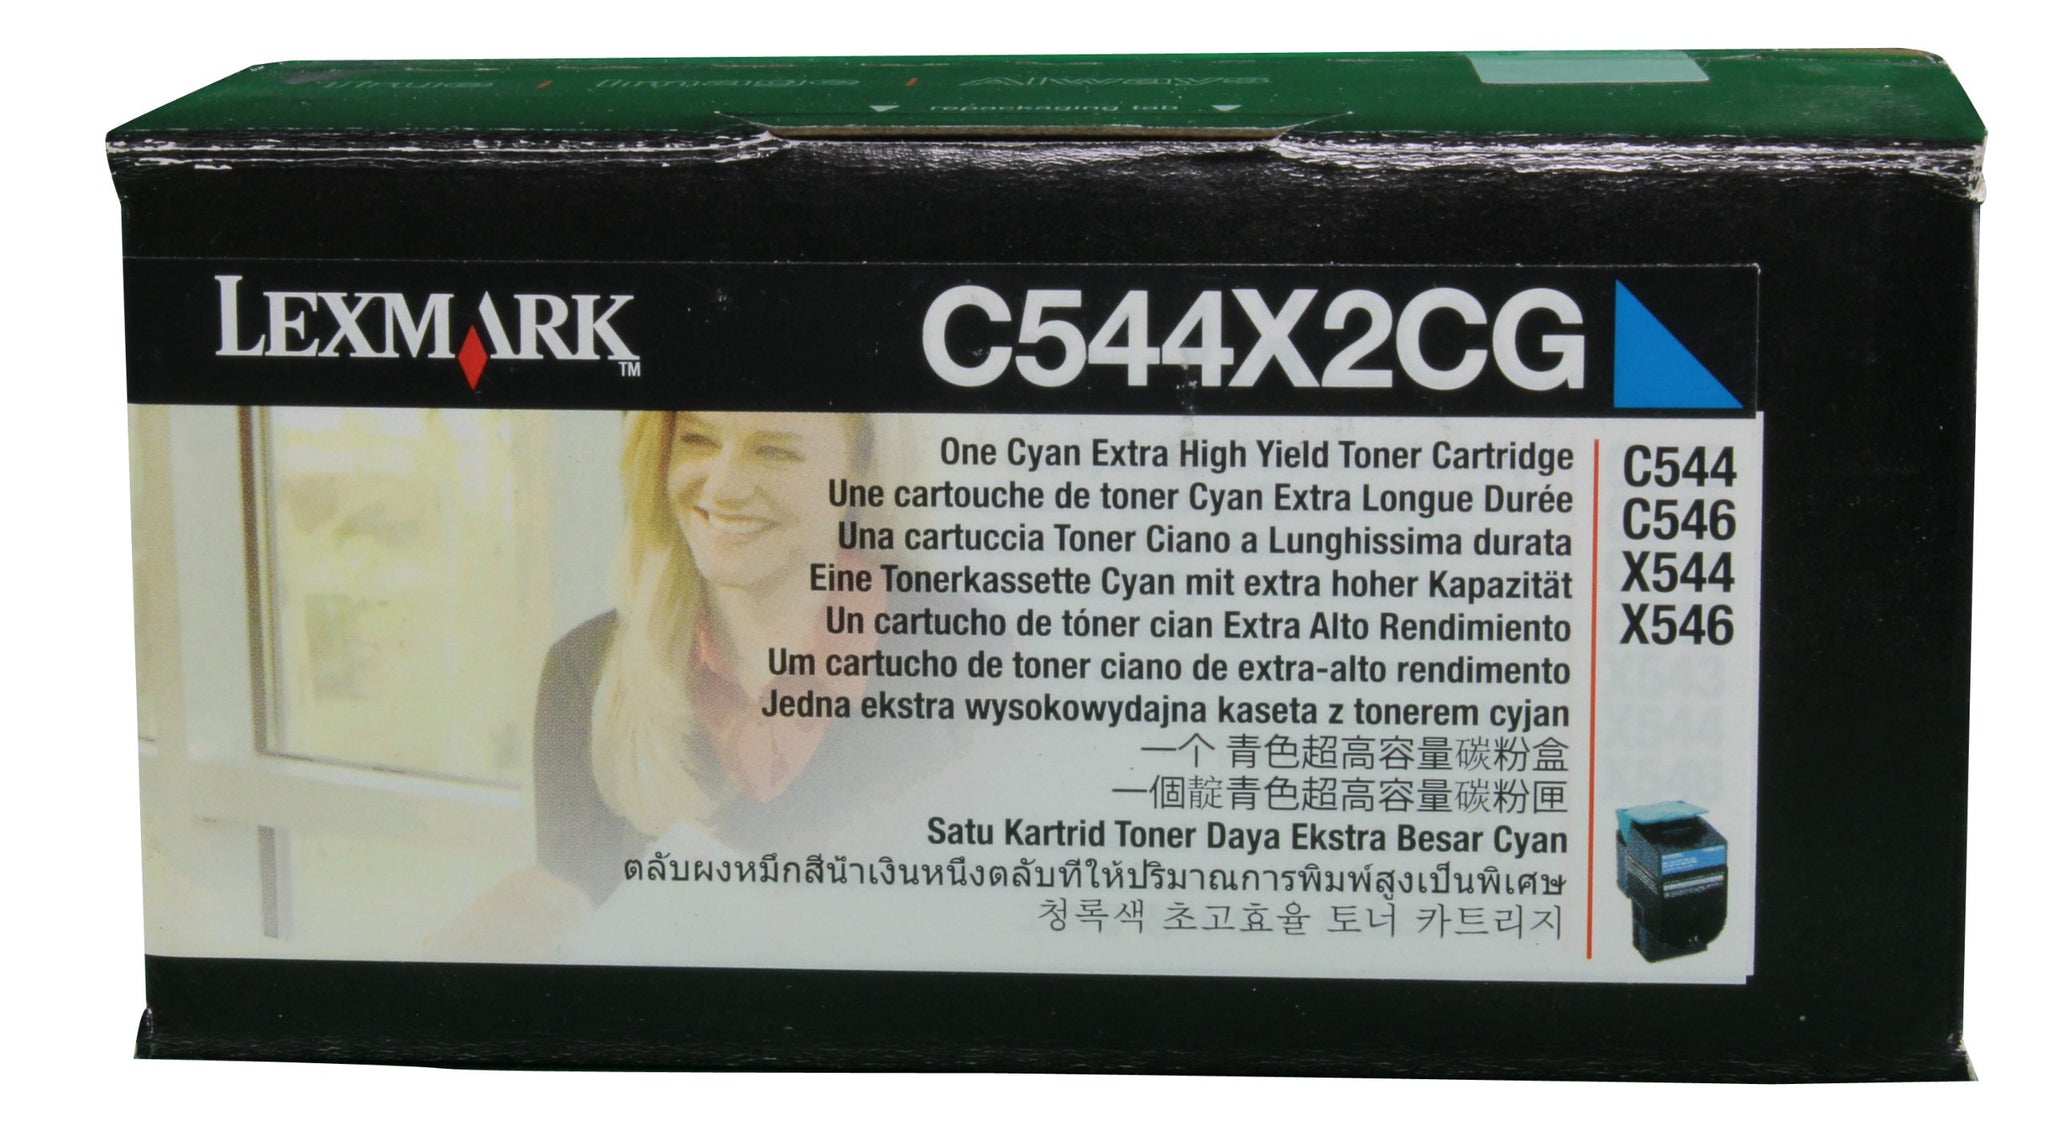 repackaging tab
LEXMARK™
C544X2CG
One Cyan Extra High Yield Toner Cartridge
Une cartouche de toner Cyan Extra Longue Durée
Una cartuccia Toner Ciano a Lunghissima durata
Eine Tonerkassette Cyan mit extra hoher Kapazität
Un cartucho de tóner cian Extra Alto Rendimiento
Um cartucho de toner ciano de extra-alto rendimento
Jedna ekstra wysokowydajna kaseta z tonerem cyjan
一个 青色超高容量碳粉盒
一個靛青色超高容量碳粉匣
Satu Kartrid Toner Daya Ekstra Besar Cyan
ตลับผงหมึกสีน้ำเงินหนึ่งตลับที่ให้ปริมาณการพิมพ์สูงเป็นพิเศษ
청록색 초고효율 토너 카트리지
C544
C546
X544
X546
X543
X544
X546